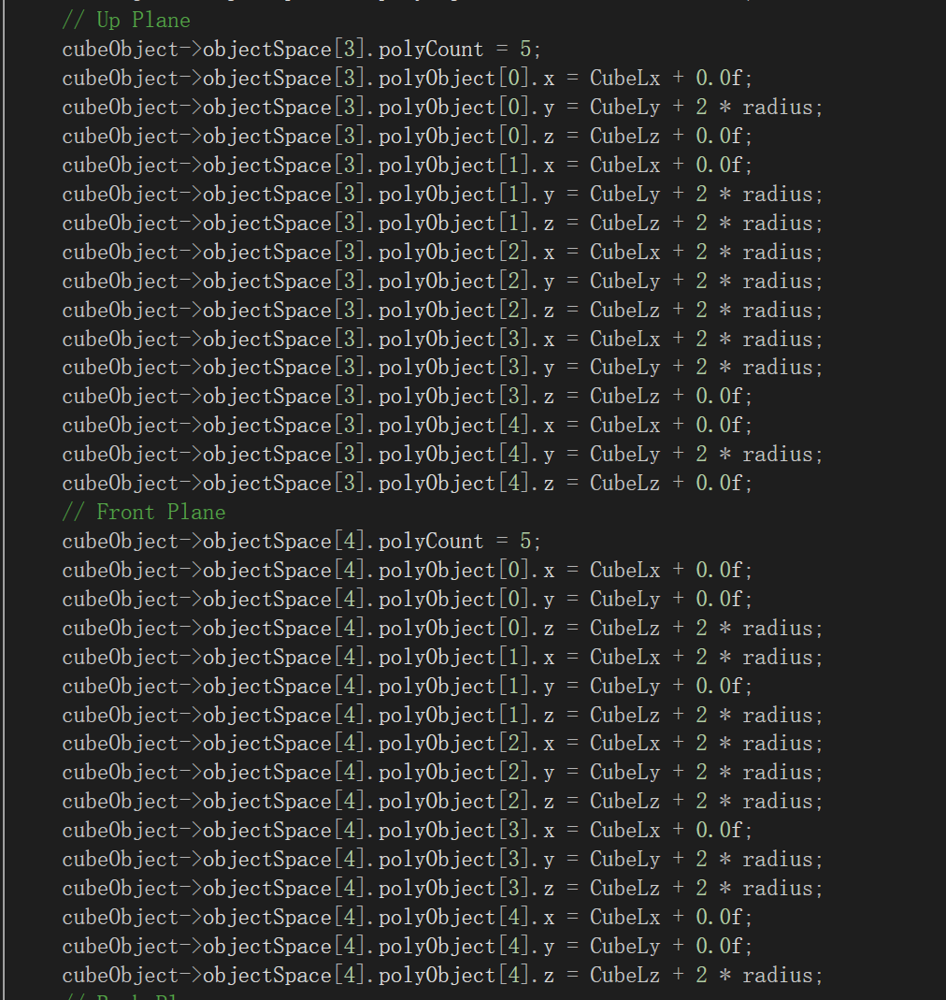 // Up Plane
cubeObject->objectSpace[3].polyCount = 5;
cubeObject->objectSpace[3].polyObject[0].x = CubeLx + 0.0f;
cubeObject->objectSpace[3].polyObject[0].y = CubeLy + 2 * radius;
cubeObject->objectSpace[3].polyObject[0].z = CubeLz + 0.0f;
cubeObject->objectSpace[3].polyObject[1].x = CubeLx + 0.0f;
cubeObject->objectSpace[3].polyObject[1].y = CubeLy + 2 * radius;
cubeObject->objectSpace[3].polyObject[1].z = CubeLz + 2 * radius;
cubeObject->objectSpace[3].polyObject[2].x = CubeLx + 2 * radius;
cubeObject->objectSpace[3].polyObject[2].y = CubeLy + 2 * radius;
cubeObject->objectSpace[3].polyObject[2].z = CubeLz + 2 * radius;
cubeObject->objectSpace[3].polyObject[3].x = CubeLx + 2 * radius;
cubeObject->objectSpace[3].polyObject[3].y = CubeLy + 2 * radius;
cubeObject->objectSpace[3].polyObject[3].z = CubeLz + 0.0f;
cubeObject->objectSpace[3].polyObject[4].x = CubeLx + 0.0f;
cubeObject->objectSpace[3].polyObject[4].y = CubeLy + 2 * radius;
cubeObject->objectSpace[3].polyObject[4].z = CubeLz + 0.0f;
// Front Plane
cubeObject->objectSpace[4].polyCount = 5;
cubeObject->objectSpace[4].polyObject[0].x = CubeLx + 0.0f;
cubeObject->objectSpace[4].polyObject[0].y = CubeLy + 0.0f;
cubeObject->objectSpace[4].polyObject[0].z = CubeLz + 2 * radius;
cubeObject->objectSpace[4].polyObject[1].x = CubeLx + 2 * radius;
cubeObject->objectSpace[4].polyObject[1].y = CubeLy + 0.0f;
cubeObject->objectSpace[4].polyObject[1].z = CubeLz + 2 * radius;
cubeObject->objectSpace[4].polyObject[2].x = CubeLx + 2 * radius;
cubeObject->objectSpace[4].polyObject[2].y = CubeLy + 2 * radius;
cubeObject->objectSpace[4].polyObject[2].z = CubeLz + 2 * radius;
cubeObject->objectSpace[4].polyObject[3].x = CubeLx + 0.0f;
cubeObject->objectSpace[4].polyObject[3].y = CubeLy + 2 * radius;
cubeObject->objectSpace[4].polyObject[3].z = CubeLz + 2 * radius;
cubeObject->objectSpace[4].polyObject[4].x = CubeLx + 0.0f;
cubeObject->objectSpace[4].polyObject[4].y = CubeLy + 0.0f;
cubeObject->objectSpace[4].polyObject[4].z = CubeLz + 2 * radius;